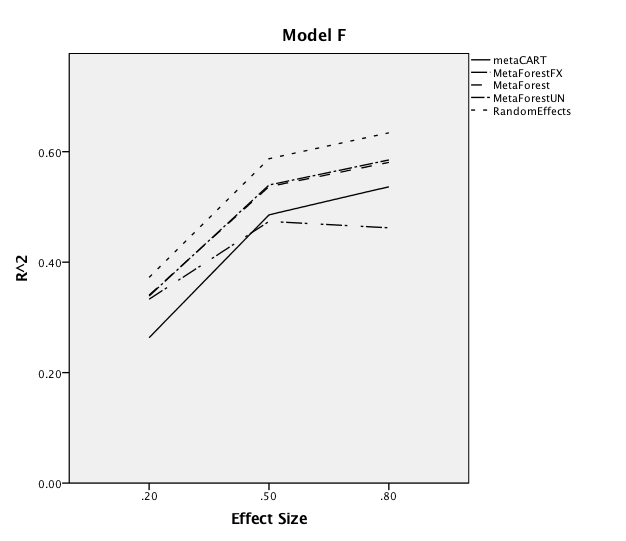 Model F
metaCART
MetaForestFX
MetaForest
MetaForestUN
RandomEffects
0.60
0.40
0.20
0.00
R^2
.20 .50 .80
Effect Size